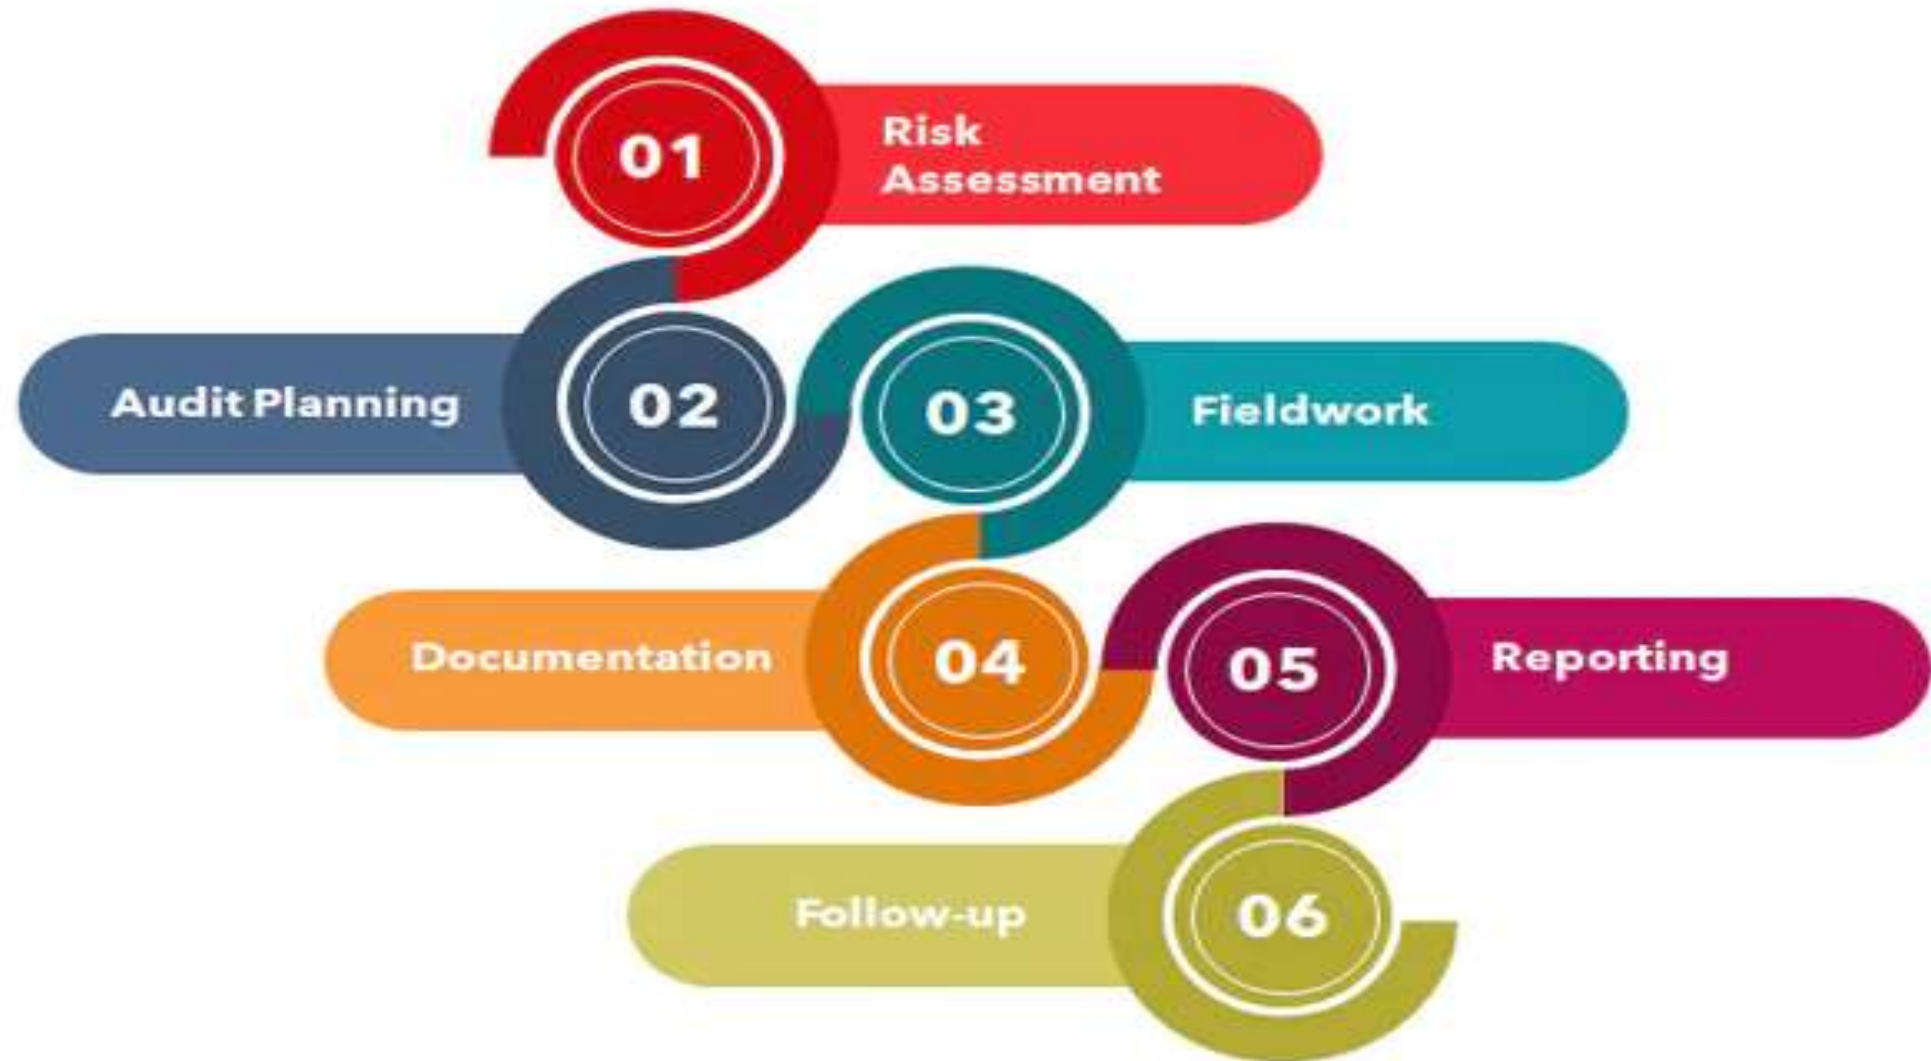 01
Risk
Assessment
Audit Planning
02
03
Fieldwork
Documentation
04
05
Reporting
Follow-up
06